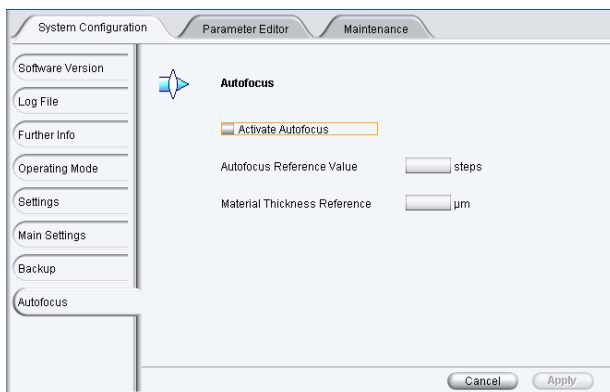 System Configuration
Parameter Editor
Maintenance
Software Version
Log File
Further Info
Operating Mode
Settings
Main Settings
Backup
Autofocus
Autofocus
Activate Autofocus
Autofocus Reference Value steps
Material Thickness Reference µm
Cancel
Apply